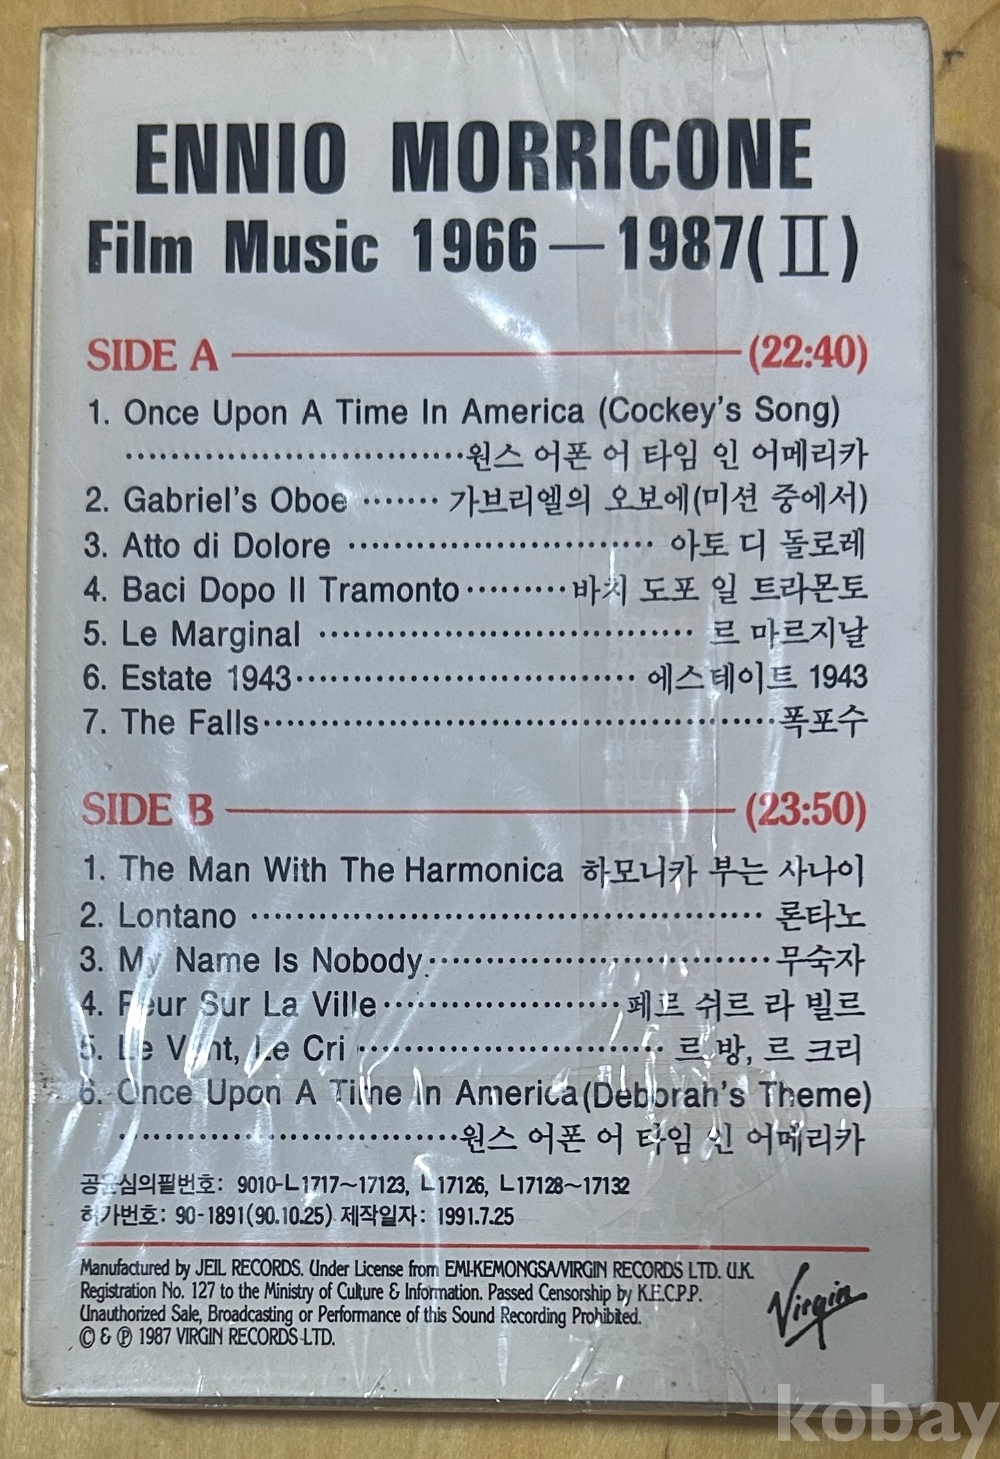 ENNIO MORRICONE
Film Music 1966—1987(Ⅱ)
SIDE A (22:40)
1. Once Upon A Time In America (Cockey's Song)
원스 어폰 어 타임 인 어메리카
2. Gabriel's Oboe ······· 가브리엘의 오보에(미션 중에서)
3. Atto di Dolore ··························· 아토 디 돌로레
4. Baci Dopo Il Tramonto ········· 바치 도포 일 트라몬토
5. Le Marginal ································ 르 마르지날
6. Estate 1943 ····························· 에스테이트 1943
7. The Falls ············································ 폭포수
SIDE B (23:50)
1. The Man With The Harmonica 하모니카 부는 사나이
2. Lontano ············································ 론타노
3. My Name Is Nobody ····························· 무숙자
4. Peur Sur La Ville ···················· 페르 쉬르 라 빌르
5. Le Vent, Le Cri ·························· 르 방, 르 크리
6. Once Upon A Time In America(Deborah's Theme)
원스 어폰 어 타임 인 어메리카
공윤심의필번호: 9010-ㄴ1717~17123, ㄴ17126, ㄴ17128~17132
허가번호: 90-1891(90.10.25) 제작일자: 1991.7.25
Manufactured by JEIL RECORDS. Under License from EMI-KEMONGSA/VIRGIN RECORDS LTD. U.K.
Registration No. 127 to the Ministry of Culture & Information. Passed Censorship by K.E.C.P.P.
Unauthorized Sale, Broadcasting or Performance of this Sound Recording Prohibited.
© & ℗ 1987 VIRGIN RECORDS LTD.
Virgin
kobay